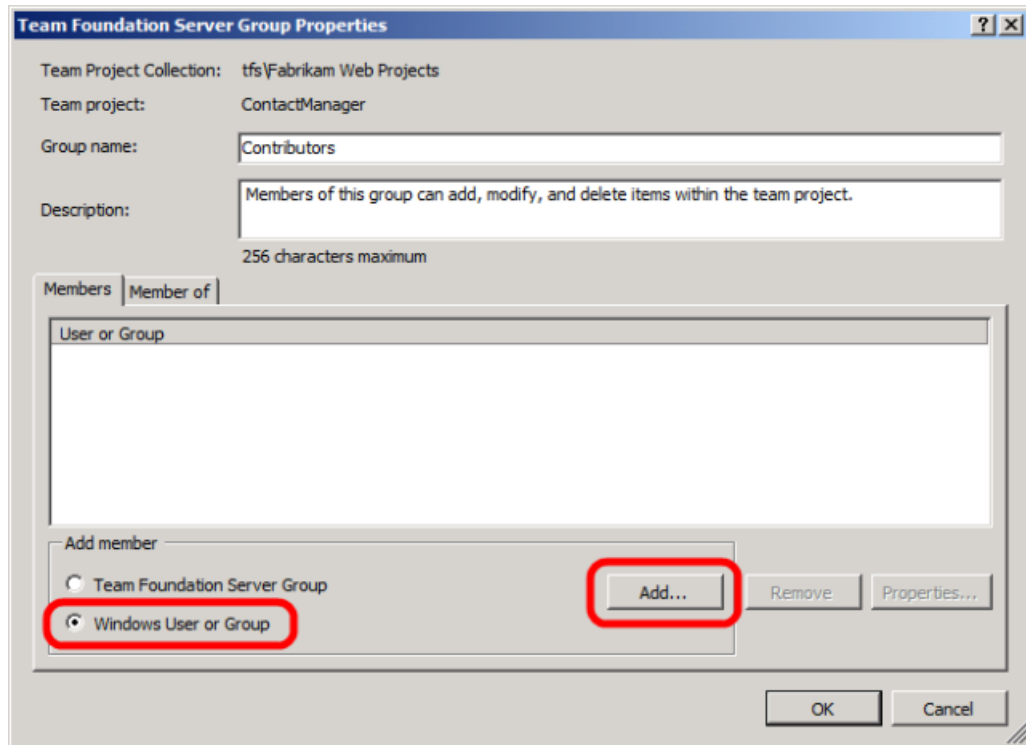 Team Foundation Server Group Properties
Team Project Collection: tfs\Fabrikam Web Projects
Team project: ContactManager
Group name: Contributors
Description: Members of this group can add, modify, and delete items within the team project.
256 characters maximum
Members Member of
User or Group
Add member
Team Foundation Server Group
Add... Remove Properties...
Windows User or Group
OK Cancel